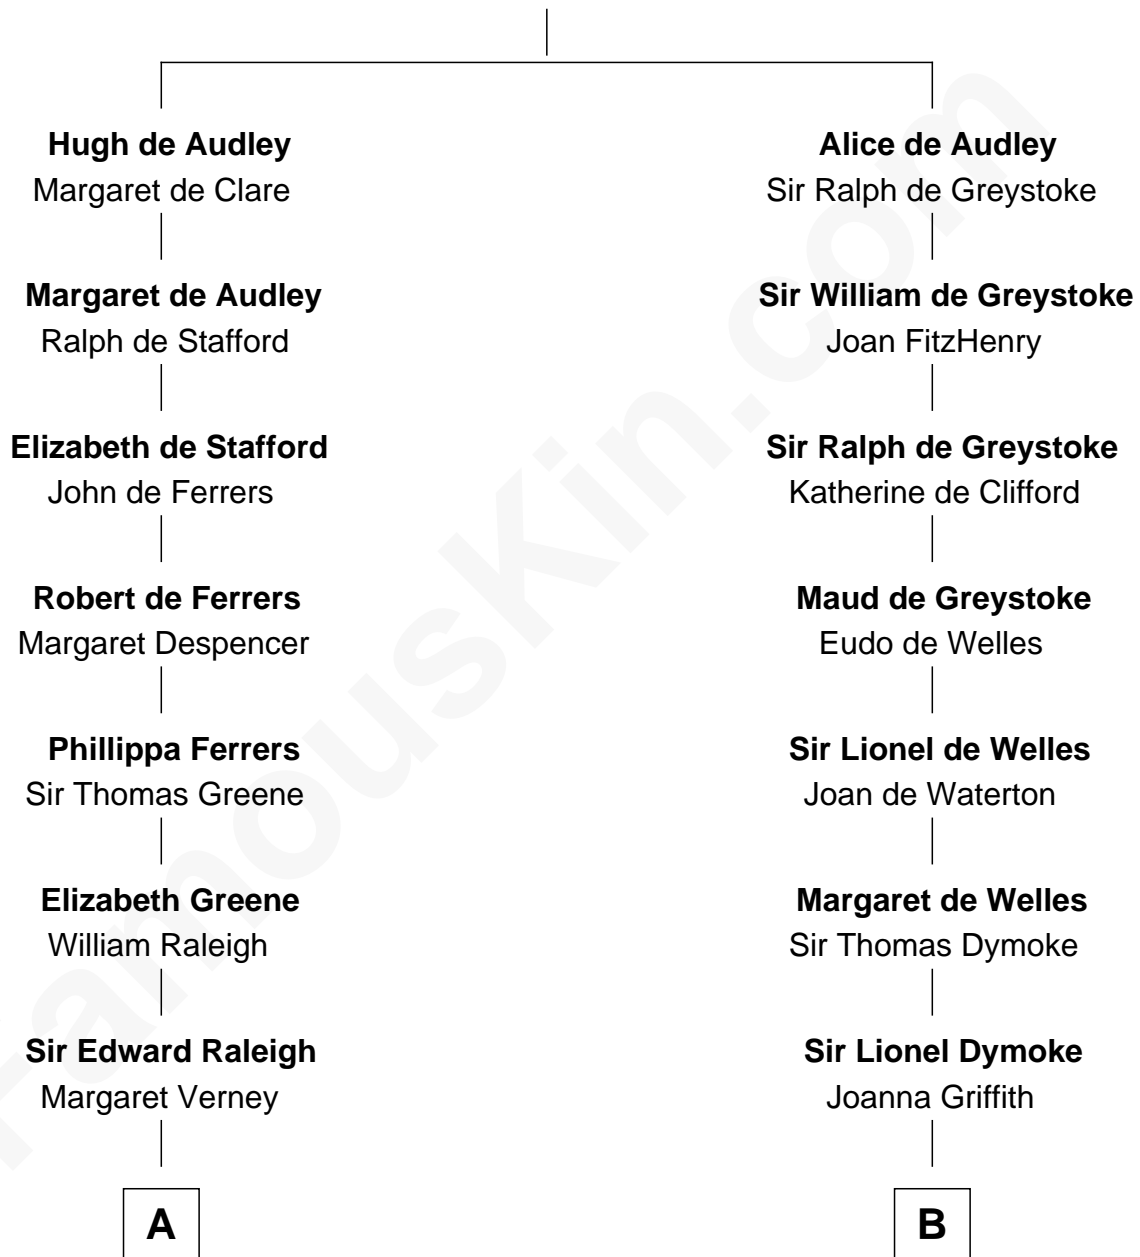 Hugh de Audley
Margaret de Clare
Margaret de Audley
Ralph de Stafford
Elizabeth de Stafford
John de Ferrers
Robert de Ferrers
Margaret Despencer
Phillippa Ferrers
Sir Thomas Greene
Elizabeth Greene
William Raleigh
Sir Edward Raleigh
Margaret Verney
A
Alice de Audley
Sir Ralph de Greystoke
Sir William de Greystoke
Joan FitzHenry
Sir Ralph de Greystoke
Katherine de Clifford
Maud de Greystoke
Eudo de Welles
Sir Lionel de Welles
Joan de Waterton
Margaret de Welles
Sir Thomas Dymoke
Sir Lionel Dymoke
Joanna Griffith
B
FamousKin.com